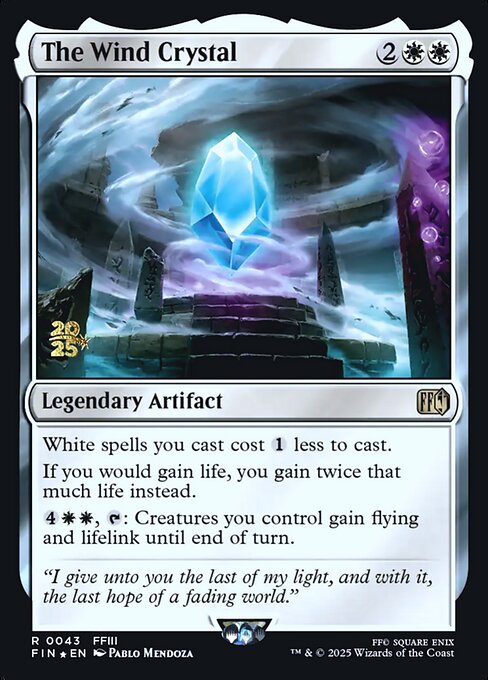 The Wind Crystal 2
20
25
Legendary Artifact
FF
White spells you cast cost 1 less to cast.
If you would gain life, you gain twice that
much life instead.
4, : Creatures you control gain flying
and lifelink until end of turn.
“I give unto you the last of my light, and with it,
the last hope of a fading world.”
R 0043 FFIII
FIN★EN Pablo Mendoza
FF© SQUARE ENIX
™ & © 2025 Wizards of the Coast